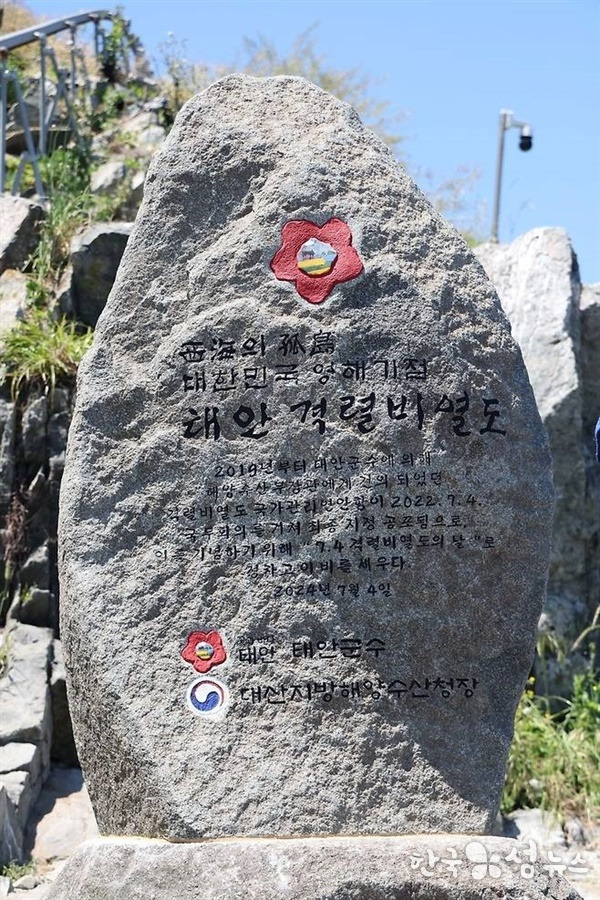 西海의 孤島
대한민국 영해기점
태안 격렬비열도
2019년부터 태안군수에 의해
해양수산부장관에게 건의 되었던
격렬비열도 국가관리연안항이 2022. 7. 4.
국무회의를 거쳐 최종 지정 공포됨으로,
이를 기념하기 위해 "7.4 격렬비열도의 달"로
정하고 이 비를 세우다.
2024년 7월 4일
태안 태안군수
대산지방해양수산청장
한국섬뉴스